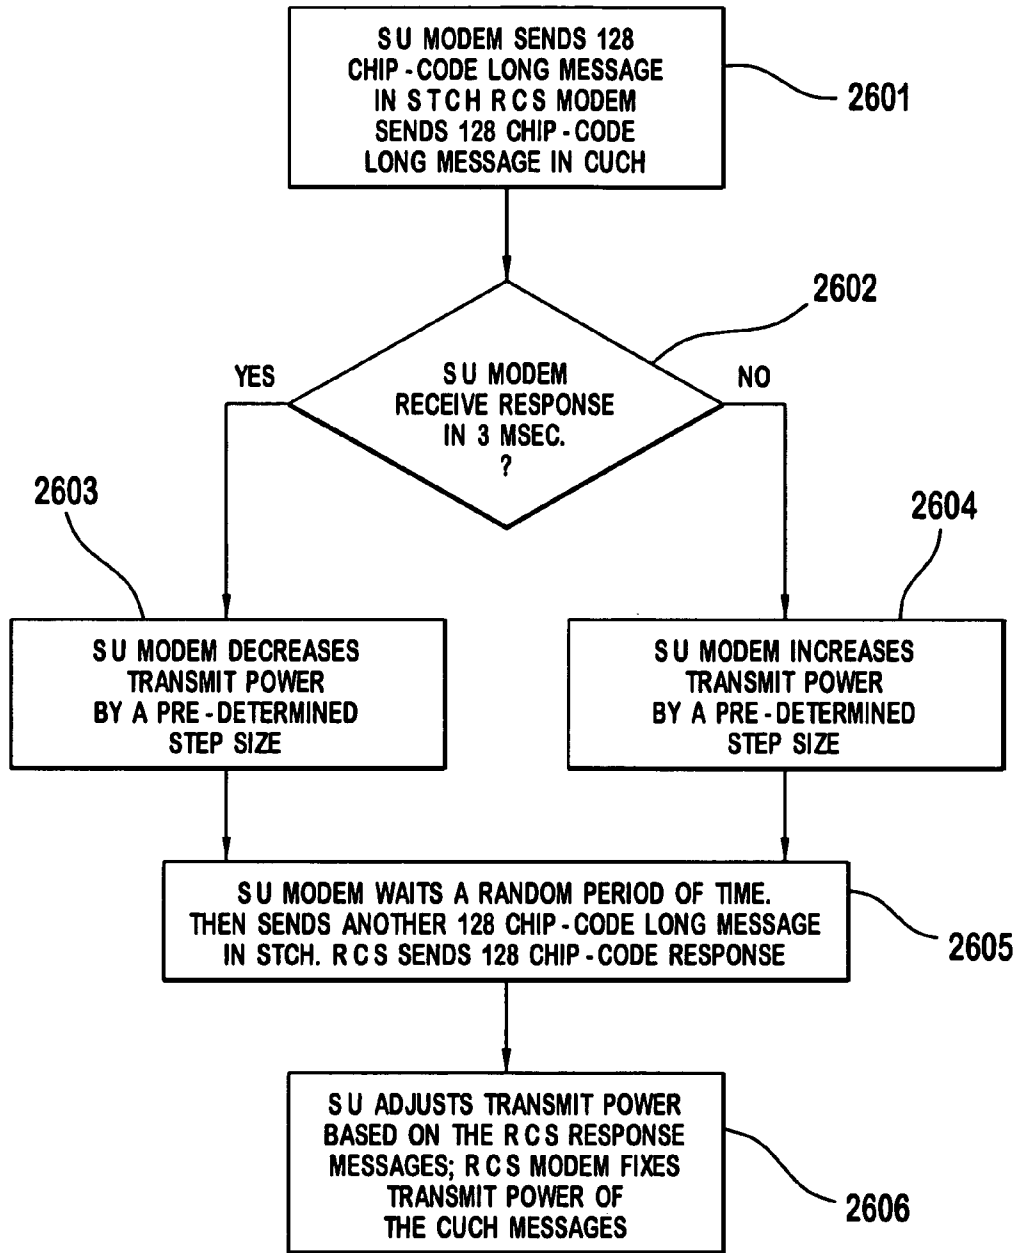 SU MODEM SENDS 128
CHIP-CODE LONG MESSAGE
IN STCH RCS MODEM
SENDS 128 CHIP-CODE
LONG MESSAGE IN CUCH
2601
2602
SU MODEM
RECEIVE RESPONSE
IN 3 MSEC.
?
YES
NO
2603
2604
SU MODEM DECREASES
TRANSMIT POWER
BY A PRE-DETERMINED
STEP SIZE
SU MODEM INCREASES
TRANSMIT POWER
BY A PRE-DETERMINED
STEP SIZE
SU MODEM WAITS A RANDOM PERIOD OF TIME.
THEN SENDS ANOTHER 128 CHIP-CODE LONG MESSAGE
IN STCH. RCS SENDS 128 CHIP-CODE RESPONSE
2605
SU ADJUSTS TRANSMIT POWER
BASED ON THE RCS RESPONSE
MESSAGES; RCS MODEM FIXES
TRANSMIT POWER OF
THE CUCH MESSAGES
2606